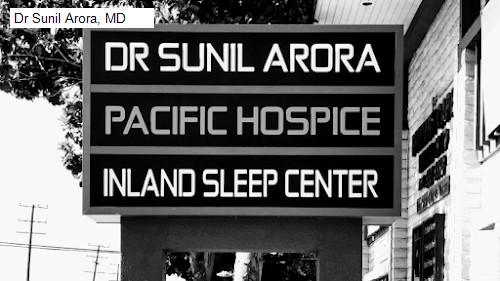 Dr Sunil Arora, MD
DR SUNIL ARORA
PACIFIC HOSPICE
INLAND SLEEP CENTER